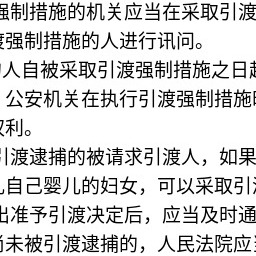 强制措施的机关应当在采取引渡
度强制措施的人进行讯问。
人自被采取引渡强制措施之日起
公安机关在执行引渡强制措施
权利。
引渡逮捕的被请求引渡人，如果
自己婴儿的妇女，可以采取引
出准予引渡决定后，应当及时通
尚未被引渡逮捕的，人民法院应